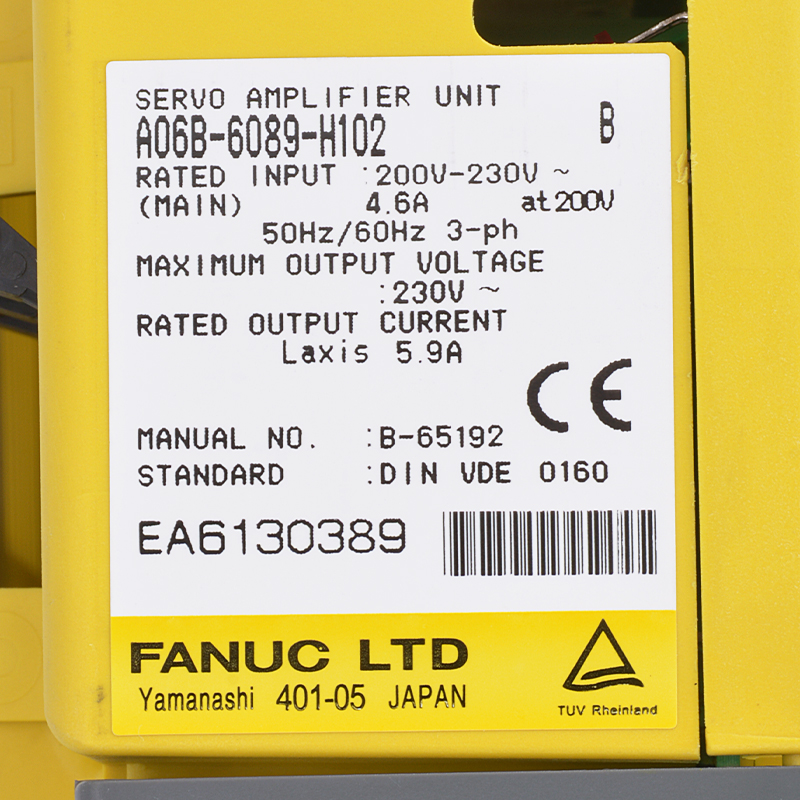 SERVO AMPLIFIER UNIT
A06B-6089-H102 B
RATED INPUT :200V-230V ~
(MAIN) 4.6A at 200V
50Hz/60Hz 3-ph
MAXIMUM OUTPUT VOLTAGE
:230V ~
RATED OUTPUT CURRENT
Laxis 5.9A
CE
MANUAL NO. :B-65192
STANDARD :DIN VDE 0160
EA6130389
FANUC LTD
Yamanashi 401-05 JAPAN
TUV Rheinland